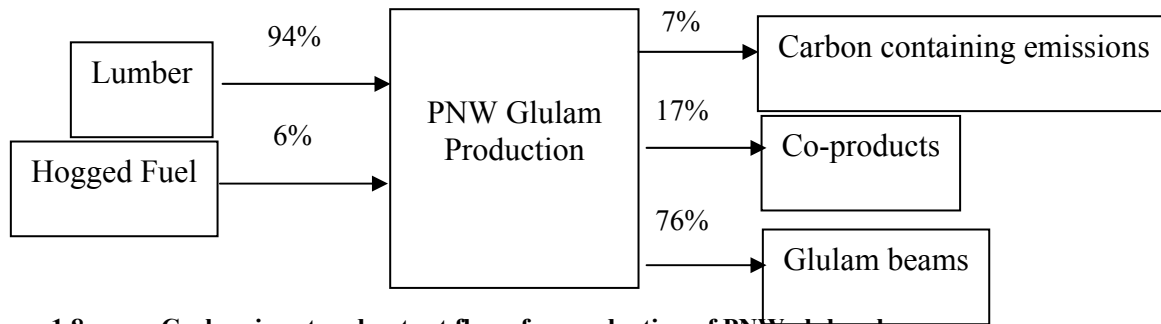 94%
Lumber
6%
Hogged Fuel
PNW Glulam
Production
7%
Carbon containing emissions
17%
Co-products
76%
Glulam beams